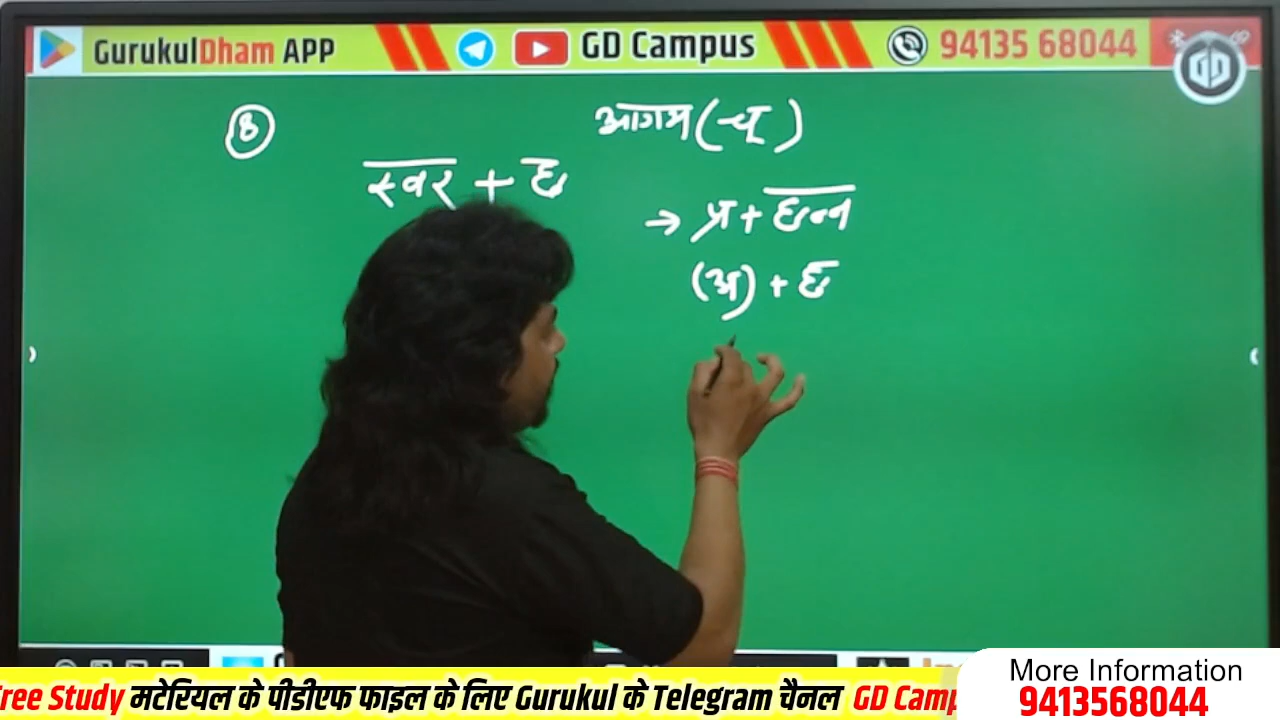 GurukulDham APP GD Campus 94135 68044
8
आगम (च्)
स्वर + छ
→ प्र + छन्न
(अ) + छ
ree Study मटेरियल के पीडीएफ फाइल के लिए Gurukul के Telegram चैनल GD Camp
More Information
9413568044